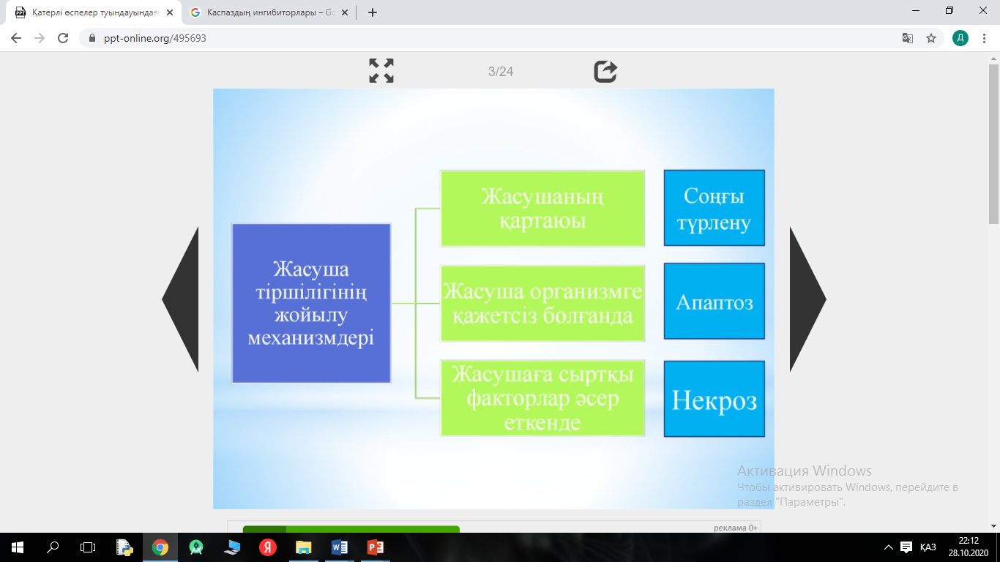 Қатерлі өспелер туындауындағы
Каспаздың ингибиторлары – Go
ppt-online.org/495693
Д
3/24
Жасуша
тіршілігінің
жойылу
механизмдері
Жасушаның
қартаюы
Соңғы
түрлену
Жасуша организмге
қажетсіз болғанда
Апаптоз
Жасушаға сыртқы
факторлар әсер
еткенде
Некроз
Активация Windows
Чтобы активировать Windows, перейдите в
раздел "Параметры".
реклама 0+
ҚАЗ
22:12
28.10.2020